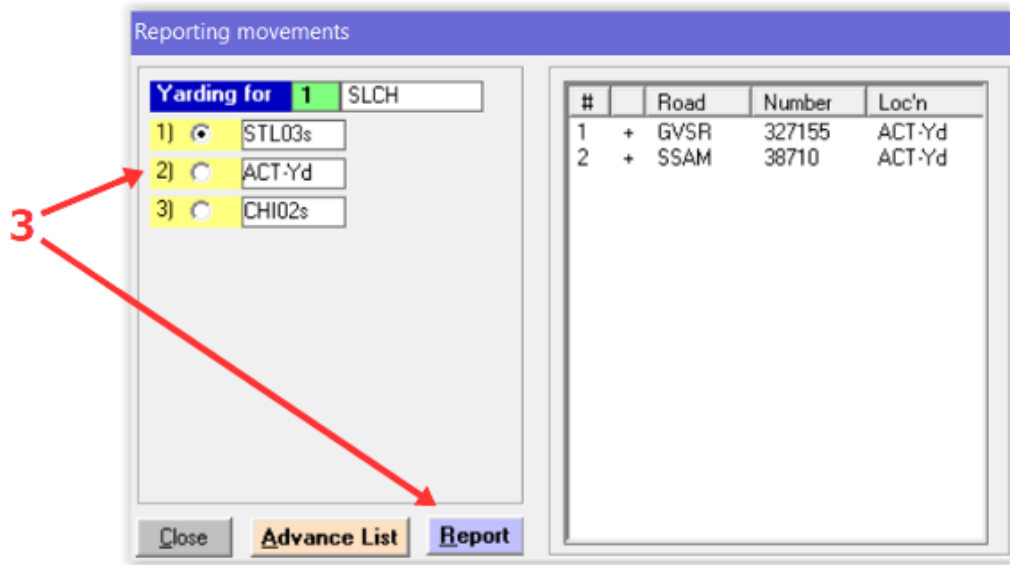 Reporting movements
Yarding for 1 SLCH
1) STL03s
2) ACT-Yd
3) CHI02s
3
Close Advance List Report
# Road Number Loc'n
1 + GVSR 327155 ACT-Yd
2 + SSAM 38710 ACT-Yd